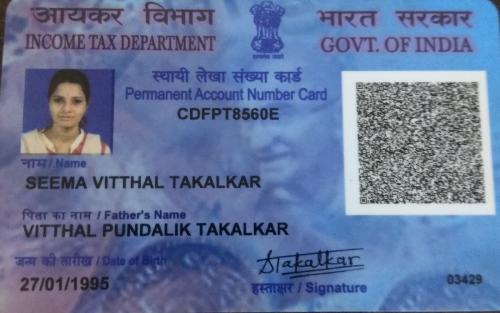 आयकर विभाग
INCOME TAX DEPARTMENT
भारत सरकार
GOVT. OF INDIA
स्थायी लेखा संख्या कार्ड
Permanent Account Number Card
CDFPT8560E
नाम / Name
SEEMA VITTHAL TAKALKAR
पिता का नाम / Father's Name
VITTHAL PUNDALIK TAKALKAR
जन्म की तारीख / Date of Birth
27/01/1995
STakalkar
हस्ताक्षर / Signature
03429